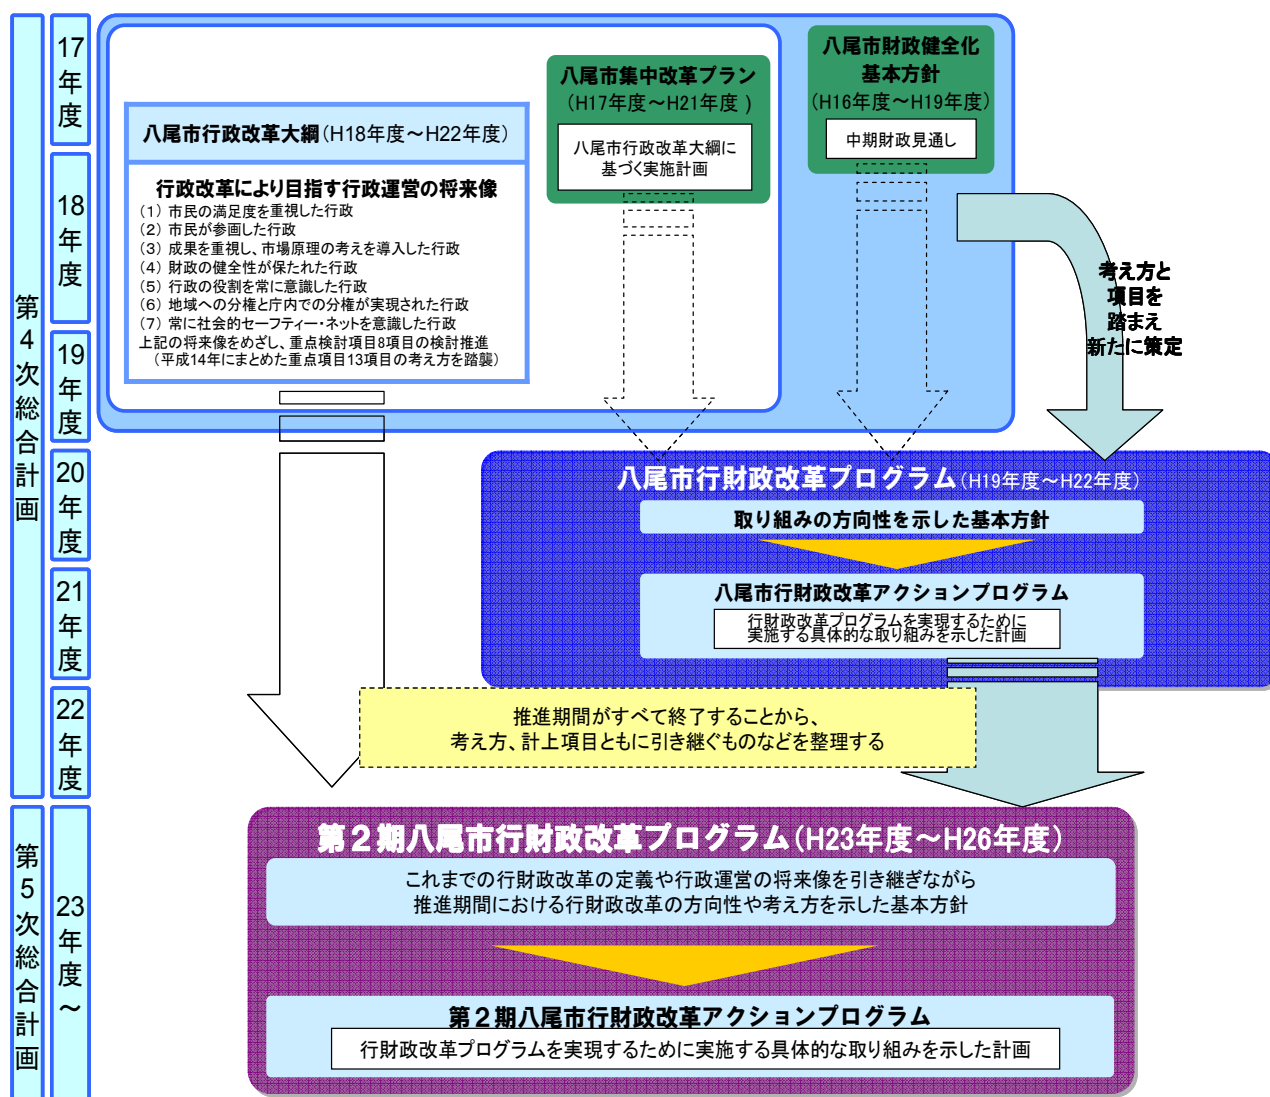 第4次総合計画
17年度
18年度
19年度
20年度
21年度
22年度
第5次総合計画
23年度～
八尾市行政改革大綱(H18年度～H22年度)
行政改革により目指す行政運営の将来像
(1) 市民の満足度を重視した行政
(2) 市民が参画した行政
(3) 成果を重視し、市場原理の考えを導入した行政
(4) 財政の健全性が保たれた行政
(5) 行政の役割を常に意識した行政
(6) 地域への分権と庁内での分権が実現された行政
(7) 常に社会的セーフティー・ネットを意識した行政
上記の将来像をめざし、重点検討項目8項目の検討推進
(平成14年にまとめた重点項目13項目の考え方を踏襲)
八尾市集中改革プラン
(H17年度～H21年度)
八尾市行政改革大綱に
基づく実施計画
八尾市財政健全化
基本方針
(H16年度～H19年度)
中期財政見通し
考え方と
項目を
踏まえ
新たに策定
八尾市行財政改革プログラム(H19年度～H22年度)
取り組みの方向性を示した基本方針
八尾市行財政改革アクションプログラム
行財政改革プログラムを実現するために
実施する具体的な取り組みを示した計画
推進期間がすべて終了することから、
考え方、計上項目ともに引き継ぐものなどを整理する
第２期八尾市行財政改革プログラム(H23年度～H26年度)
これまでの行財政改革の定義や行政運営の将来像を引き継ぎながら
推進期間における行財政改革の方向性や考え方を示した基本方針
第２期八尾市行財政改革アクションプログラム
行財政改革プログラムを実現するために実施する具体的な取り組みを示した計画